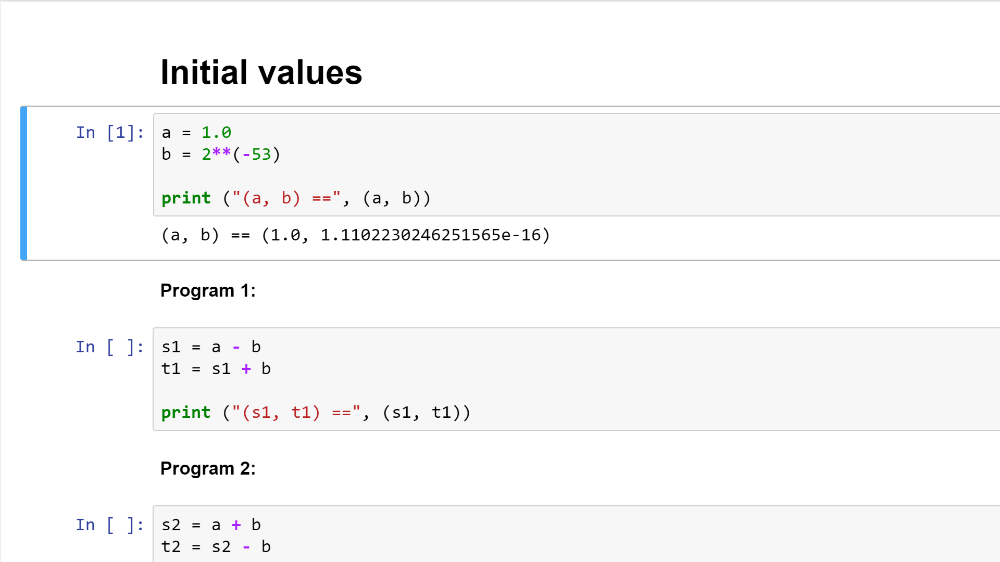 Initial values
In [1]: a = 1.0
b = 2**(-53)
print ("(a, b) ==", (a, b))
(a, b) == (1.0, 1.1102230246251565e-16)
Program 1:
In [ ]: s1 = a - b
t1 = s1 + b
print ("(s1, t1) ==", (s1, t1))
Program 2:
In [ ]: s2 = a + b
t2 = s2 - b